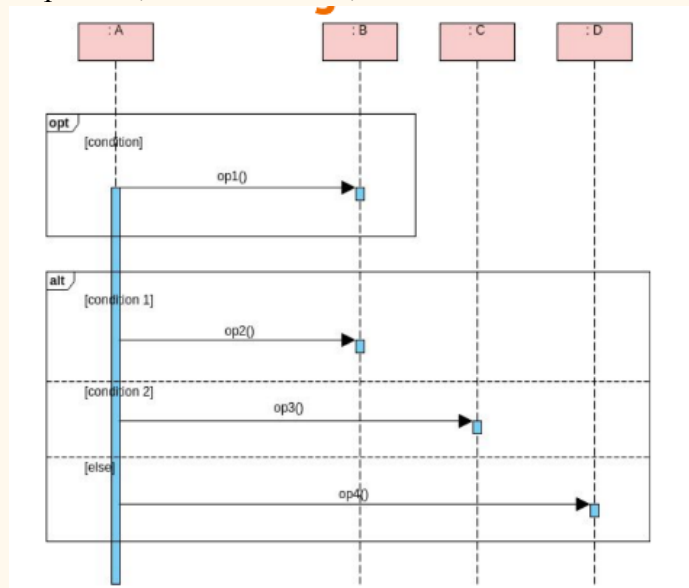 : A : B : C : D
opt
[condition]
op1()
alt
[condition 1]
op2()
[condition 2]
op3()
[else]
op4()